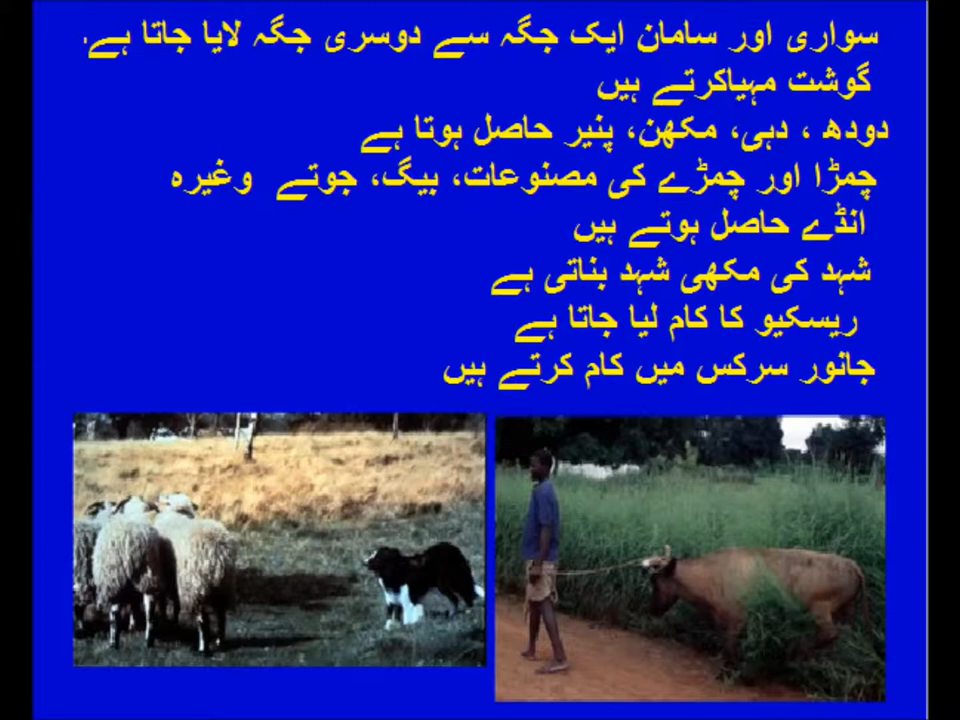 سواری اور سامان ایک جگہ سے دوسری جگہ لایا جاتا ہے۔
گوشت مہیاکرتے ہیں
دودھ ، دہی، مکھن، پنیر حاصل ہوتا ہے
چمڑا اور چمڑے کی مصنوعات، بیگ، جوتے وغیرہ
انڈے حاصل ہوتے ہیں
شہد کی مکھی شہد بناتی ہے
ریسکیو کا کام لیا جاتا ہے
جانور سرکس میں کام کرتے ہیں